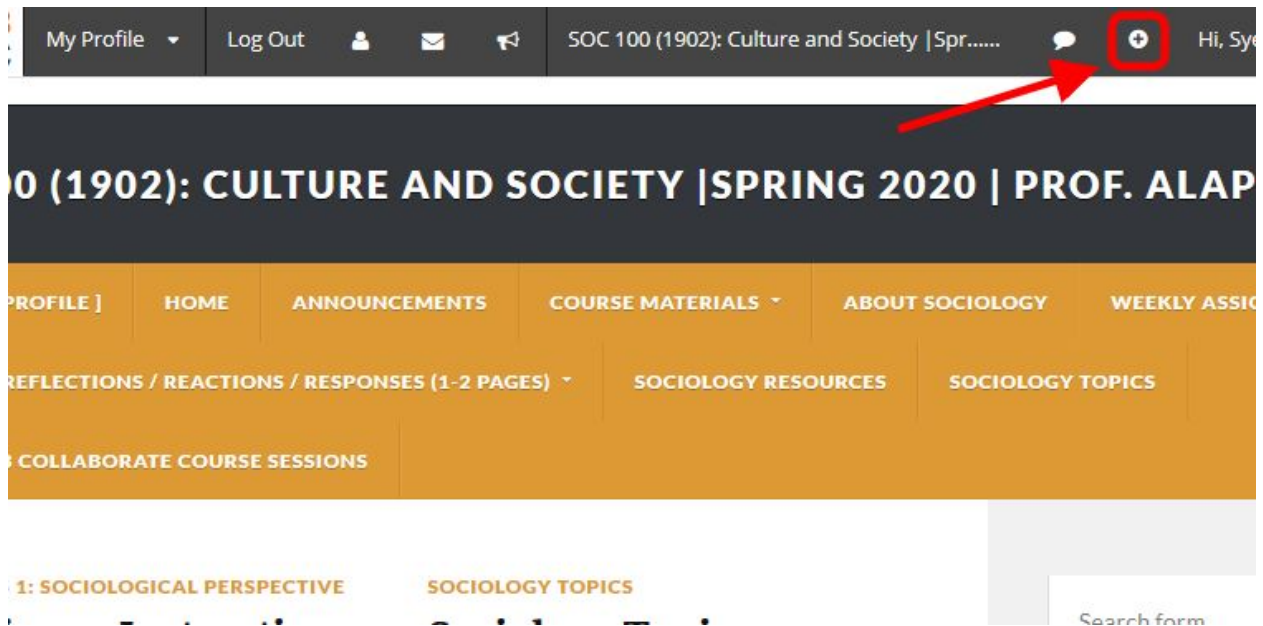 My Profile Log Out SOC 100 (1902): Culture and Society |Spr...... Hi, Sye
00 (1902): CULTURE AND SOCIETY |SPRING 2020 | PROF. ALAP
PROFILE ] HOME ANNOUNCEMENTS COURSE MATERIALS ABOUT SOCIOLOGY WEEKLY ASSIG
REFLECTIONS / REACTIONS / RESPONSES (1-2 PAGES) SOCIOLOGY RESOURCES SOCIOLOGY TOPICS
COLLABORATE COURSE SESSIONS
1: SOCIOLOGICAL PERSPECTIVE SOCIOLOGY TOPICS
Search form